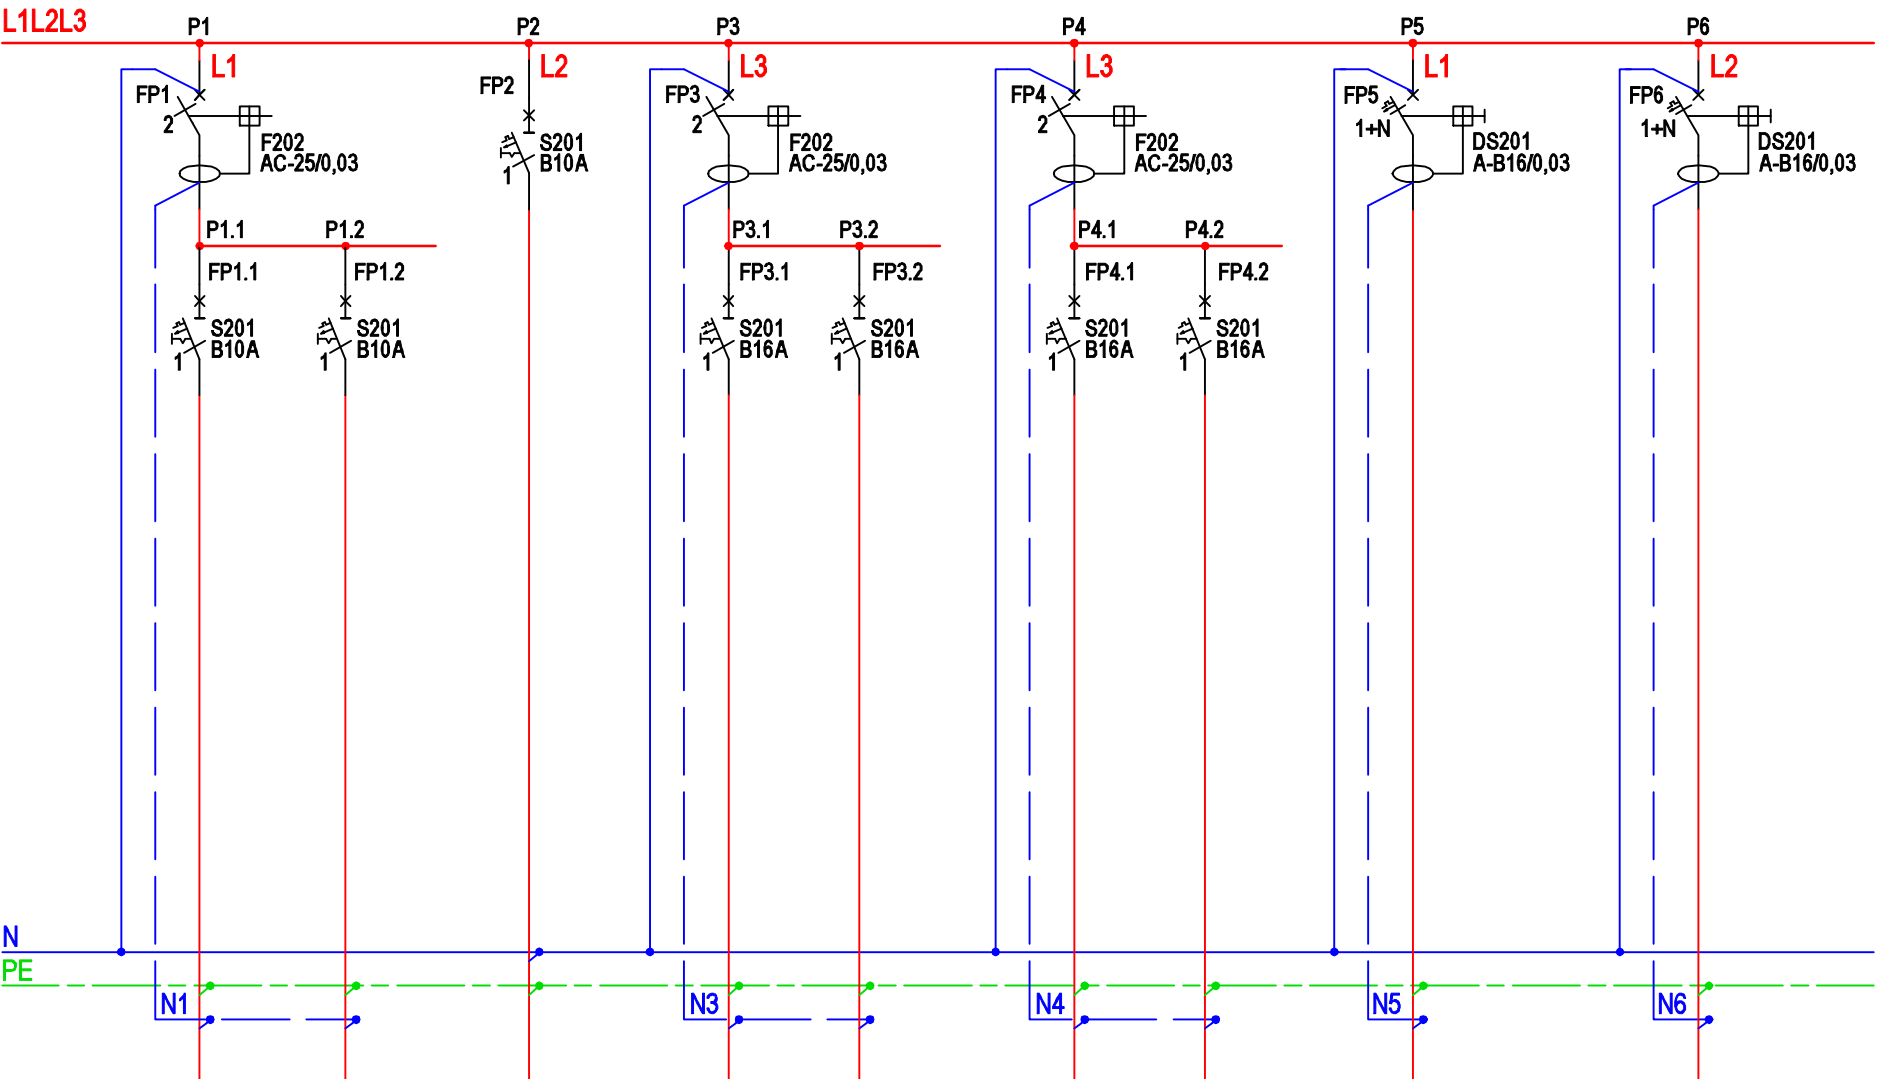 L1L2L3
P1
P2
P3
P4
P5
P6
L1
L2
L3
L3
L1
L2
FP1
2
F202
AC-25/0,03
FP2
S201
B10A
1
FP3
2
F202
AC-25/0,03
FP4
2
F202
AC-25/0,03
FP5
1+N
DS201
A-B16/0,03
FP6
1+N
DS201
A-B16/0,03
P1.1
P1.2
P3.1
P3.2
P4.1
P4.2
FP1.1
FP1.2
FP3.1
FP3.2
FP4.1
FP4.2
S201
B10A
1
S201
B10A
1
S201
B16A
1
S201
B16A
1
S201
B16A
1
S201
B16A
1
N
PE
N1
N3
N4
N5
N6